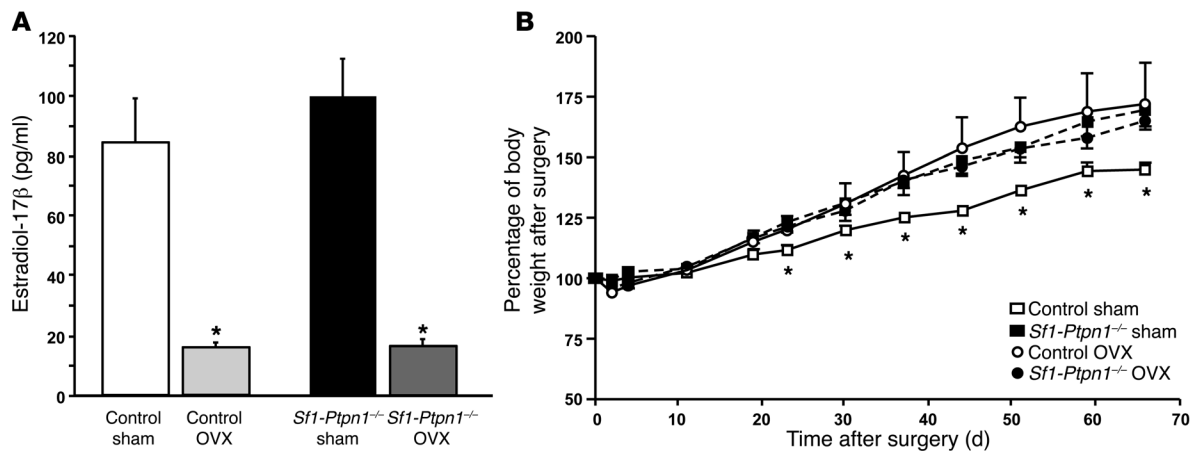 A
Estradiol-17β (pg/ml)
120
100
80
60
40
20
0
*
*
Control
sham
Control
OVX
Sf1-Ptpn1–/–
sham
Sf1-Ptpn1–/–
OVX
B
Percentage of body
weight after surgery
200
175
150
125
100
75
50
* * * * * * *
Control sham
Sf1-Ptpn1–/– sham
Control OVX
Sf1-Ptpn1–/– OVX
0 10 20 30 40 50 60 70
Time after surgery (d)